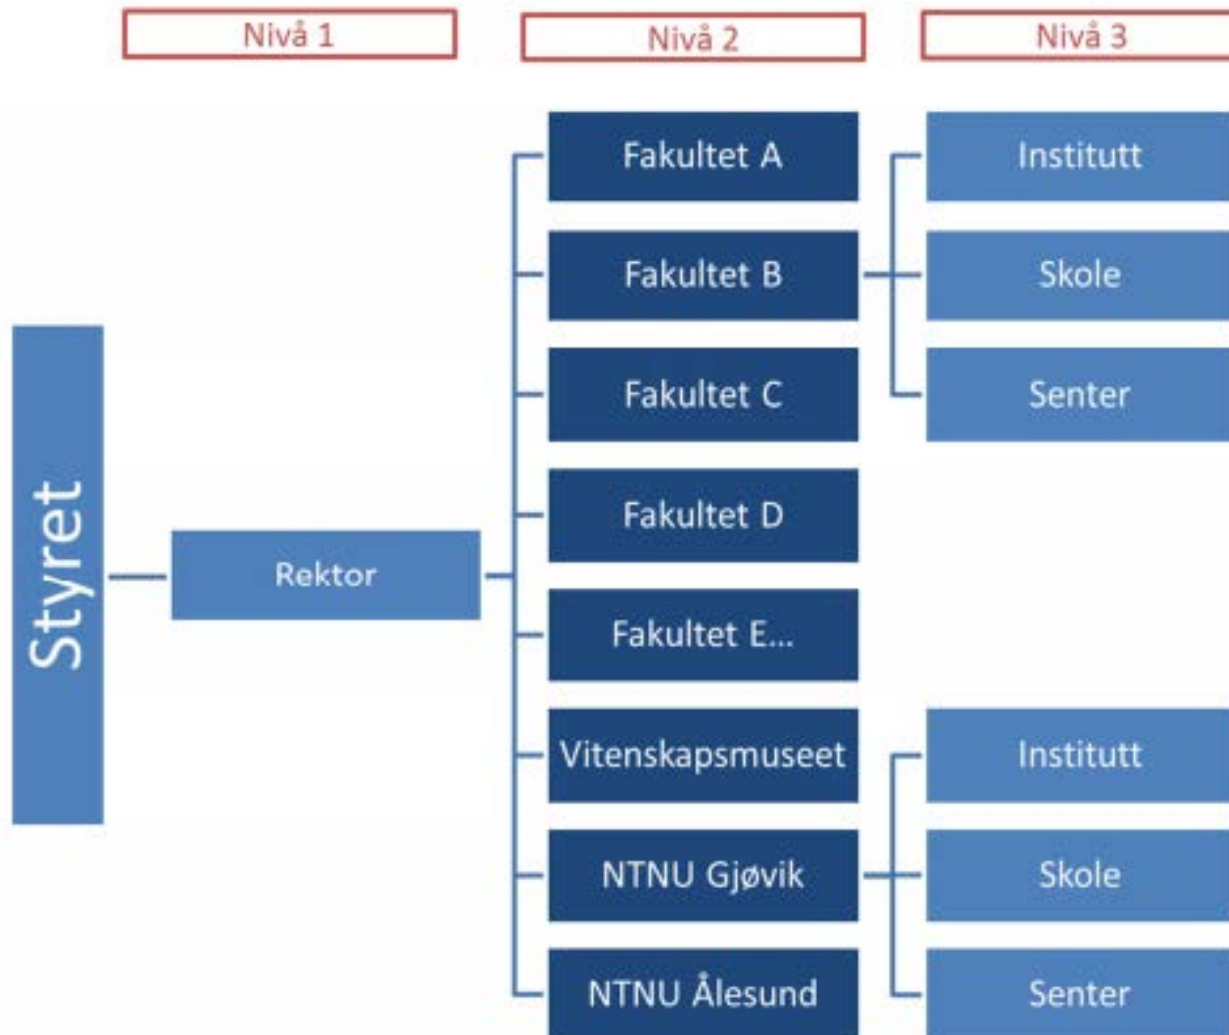 Nivå 1
Nivå 2
Nivå 3
Styret
Rektor
Fakultet A
Fakultet B
Fakultet C
Fakultet D
Fakultet E...
Vitenskapsmuseet
NTNU Gjøvik
NTNU Ålesund
Institutt
Skole
Senter
Institutt
Skole
Senter